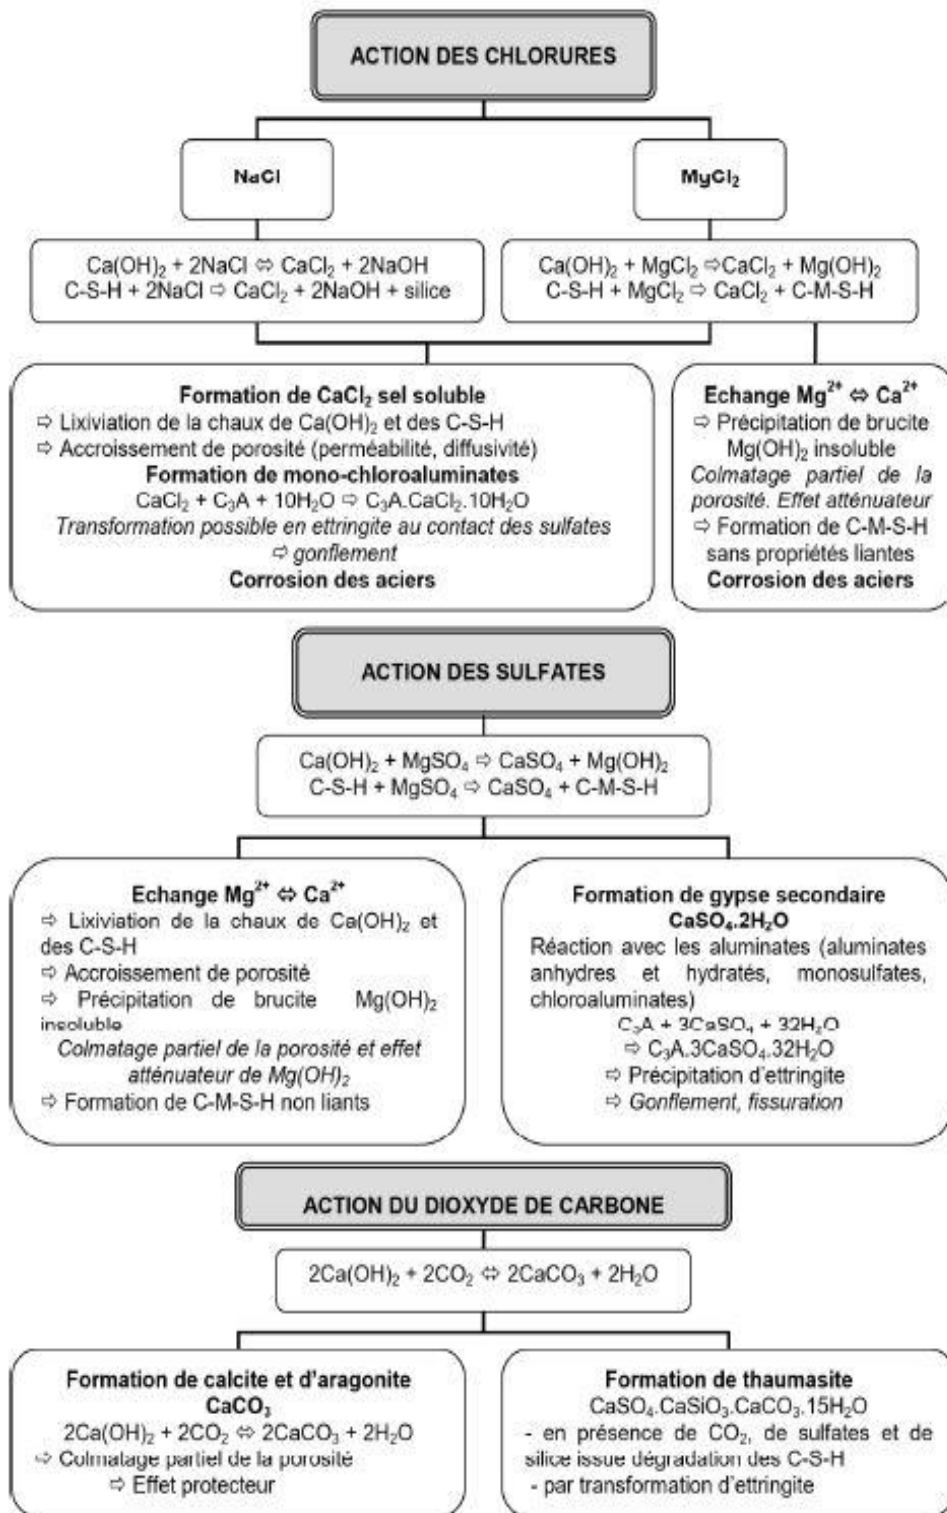 ACTION DES CHLORURES
NaCl
MgCl₂
Ca(OH)₂ + 2NaCl ⇔ CaCl₂ + 2NaOH
C-S-H + 2NaCl ⇨ CaCl₂ + 2NaOH + silice
Ca(OH)₂ + MgCl₂ ⇨CaCl₂ + Mg(OH)₂
C-S-H + MgCl₂ ⇨ CaCl₂ + C-M-S-H
Formation de CaCl₂ sel soluble
⇨ Lixiviation de la chaux de Ca(OH)₂ et des C-S-H
⇨ Accroissement de porosité (perméabilité, diffusivité)
Formation de mono-chloroaluminates
CaCl₂ + C₃A + 10H₂O ⇨ C₃A.CaCl₂.10H₂O
Transformation possible en ettringite au contact des sulfates
⇨ gonflement
Corrosion des aciers
Echange Mg²⁺ ⇔ Ca²⁺
⇨ Précipitation de brucite
Mg(OH)₂ insoluble
Colmatage partiel de la
porosité. Effet atténuateur
⇨ Formation de C-M-S-H
sans propriétés liantes
Corrosion des aciers
ACTION DES SULFATES
Ca(OH)₂ + MgSO₄ ⇨ CaSO₄ + Mg(OH)₂
C-S-H + MgSO₄ ⇨ CaSO₄ + C-M-S-H
Echange Mg²⁺ ⇔ Ca²⁺
⇨ Lixiviation de la chaux de Ca(OH)₂ et
des C-S-H
⇨ Accroissement de porosité
⇨ Précipitation de brucite Mg(OH)₂
insoluble
Colmatage partiel de la porosité et effet
atténuateur de Mg(OH)₂
⇨ Formation de C-M-S-H non liants
Formation de gypse secondaire
CaSO₄.2H₂O
Réaction avec les aluminates (aluminates
anhydres et hydratés, monosulfates,
chloroaluminates)
C₃A + 3CaSO₄ + 32H₂O
⇨ C₃A.3CaSO₄.32H₂O
⇨ Précipitation d'ettringite
⇨ Gonflement, fissuration
ACTION DU DIOXYDE DE CARBONE
2Ca(OH)₂ + 2CO₂ ⇔ 2CaCO₃ + 2H₂O
Formation de calcite et d'aragonite
CaCO₃
2Ca(OH)₂ + 2CO₂ ⇔ 2CaCO₃ + 2H₂O
⇨ Colmatage partiel de la porosité
⇨ Effet protecteur
Formation de thaumasite
CaSO₄.CaSiO₃.CaCO₃.15H₂O
- en présence de CO₂, de sulfates et de
silice issue dégradation des C-S-H
- par transformation d'ettringite